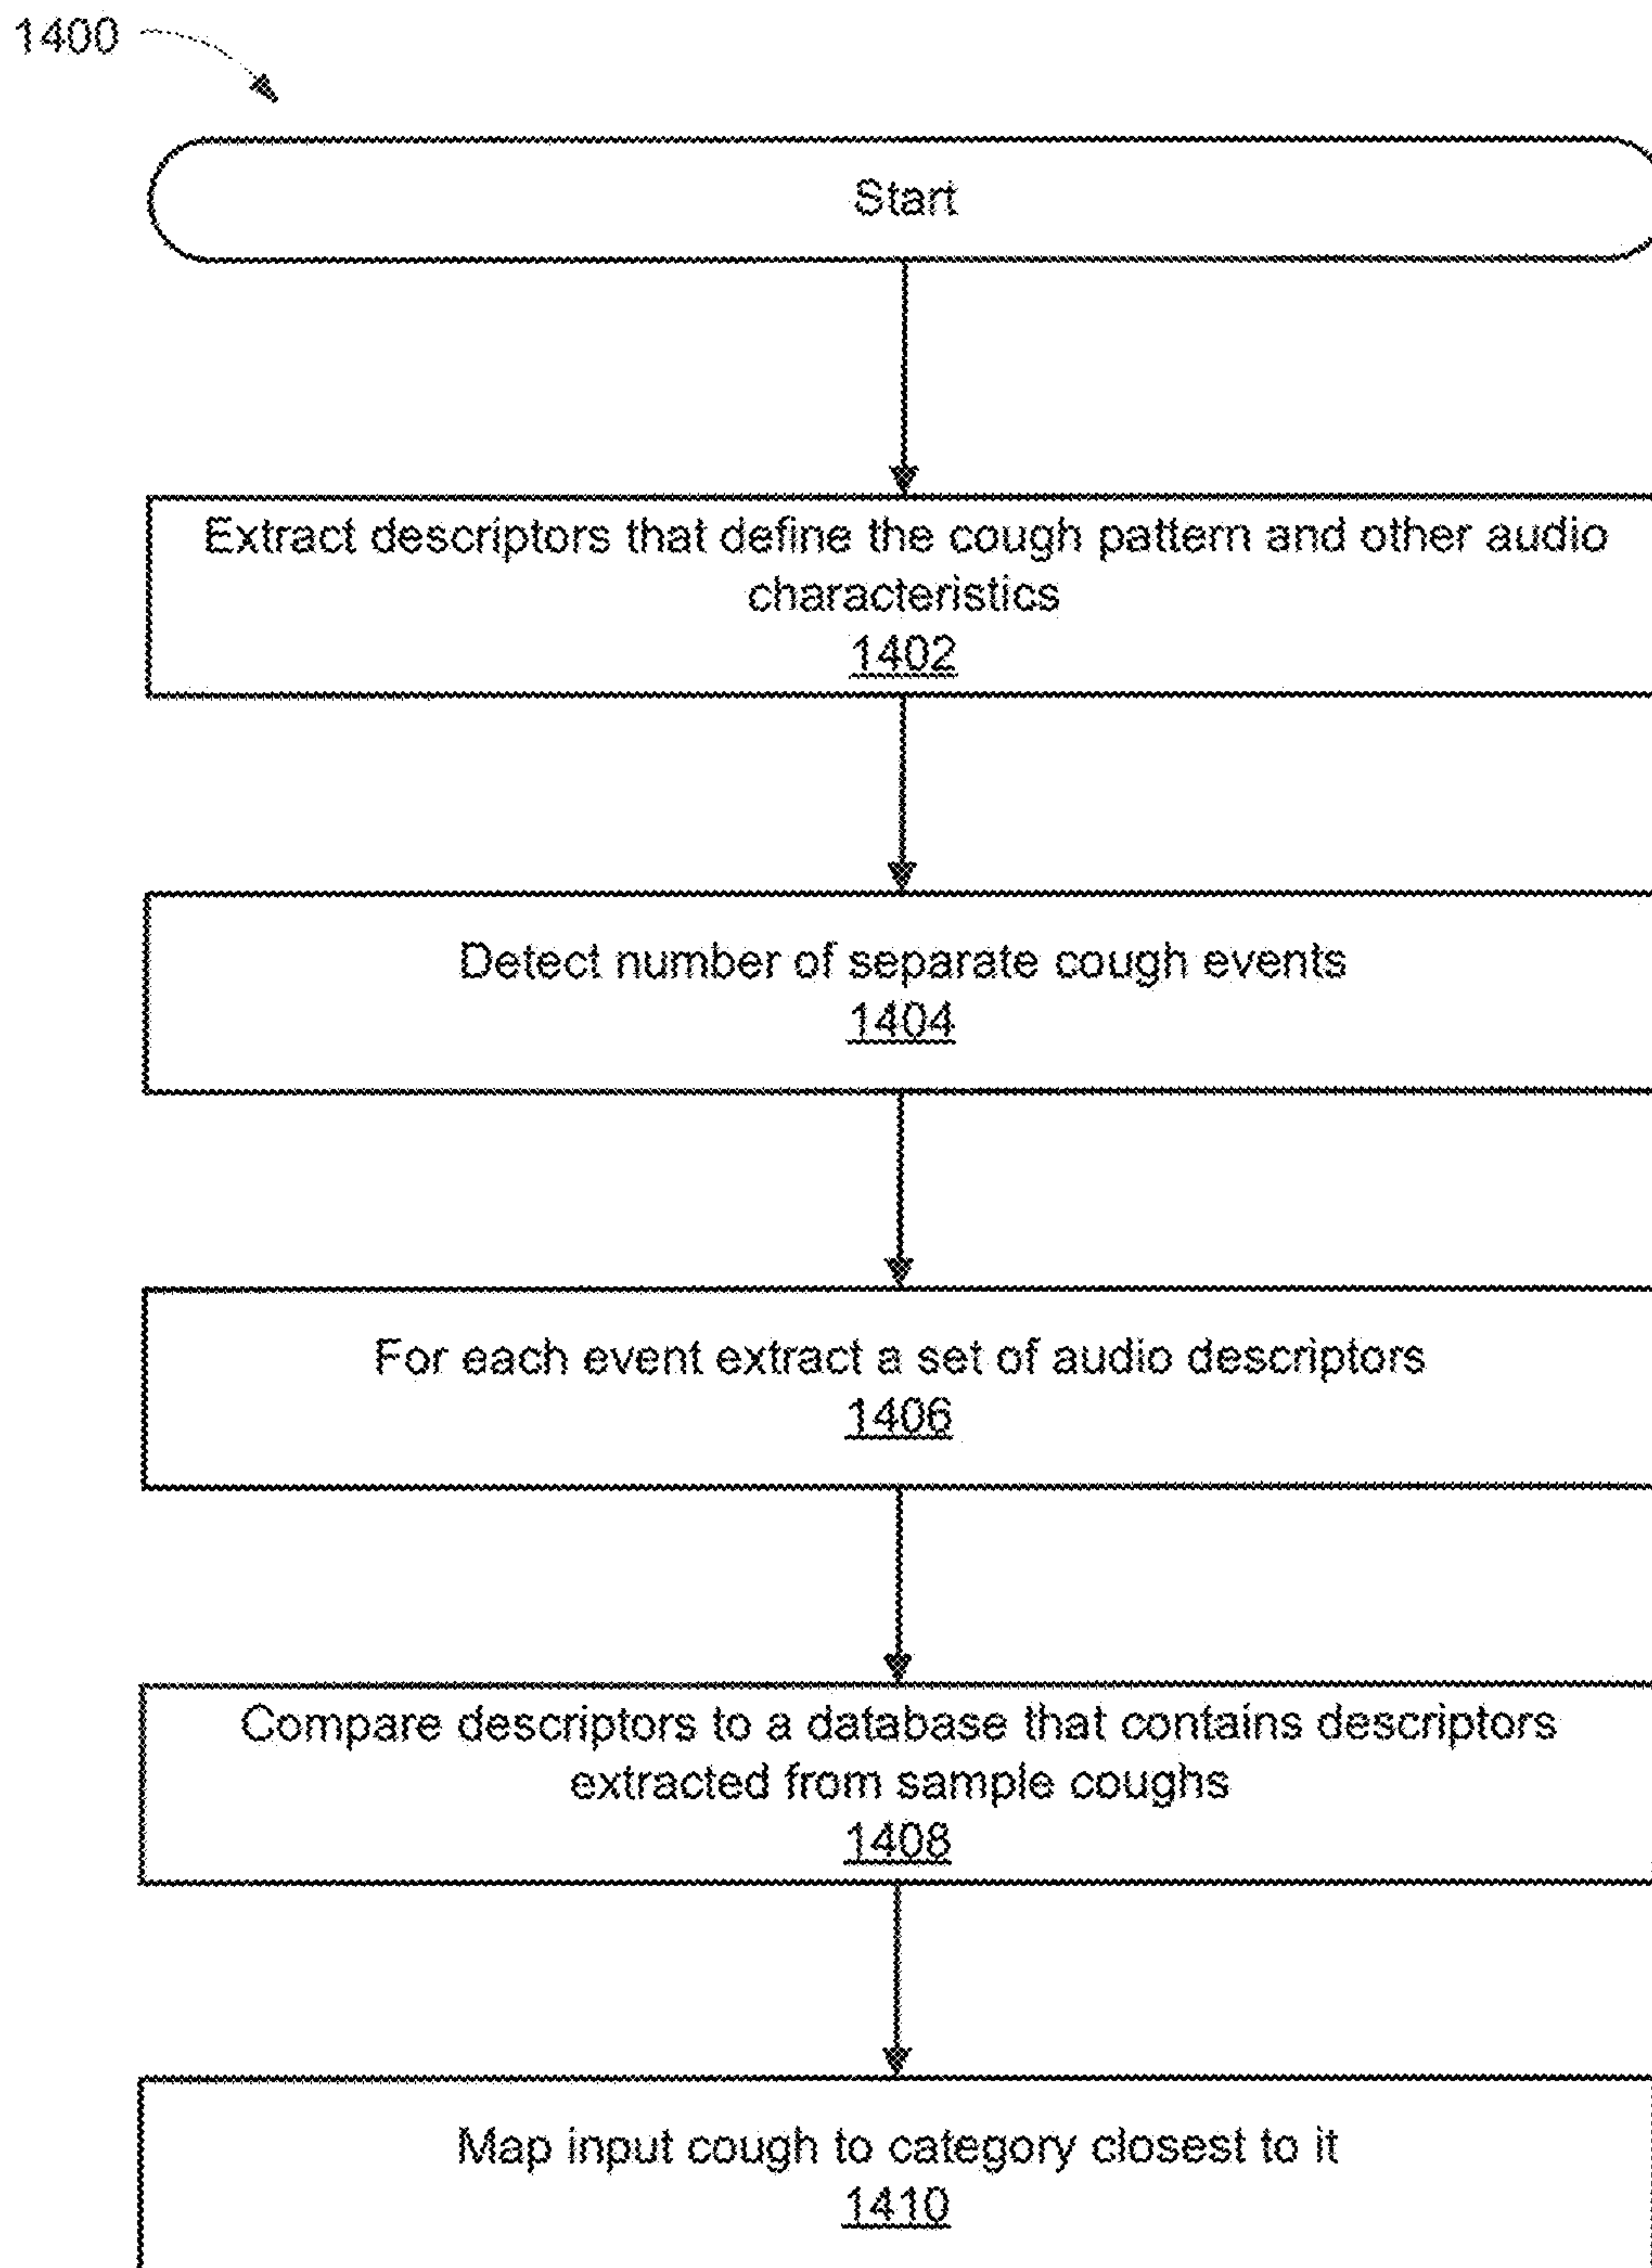 1400
Start
Extract descriptors that define the cough pattern and other audio
characteristics
1402
Detect number of separate cough events
1404
For each event extract a set of audio descriptors
1406
Compare descriptors to a database that contains descriptors
extracted from sample coughs
1408
Map input cough to category closest to it
1410